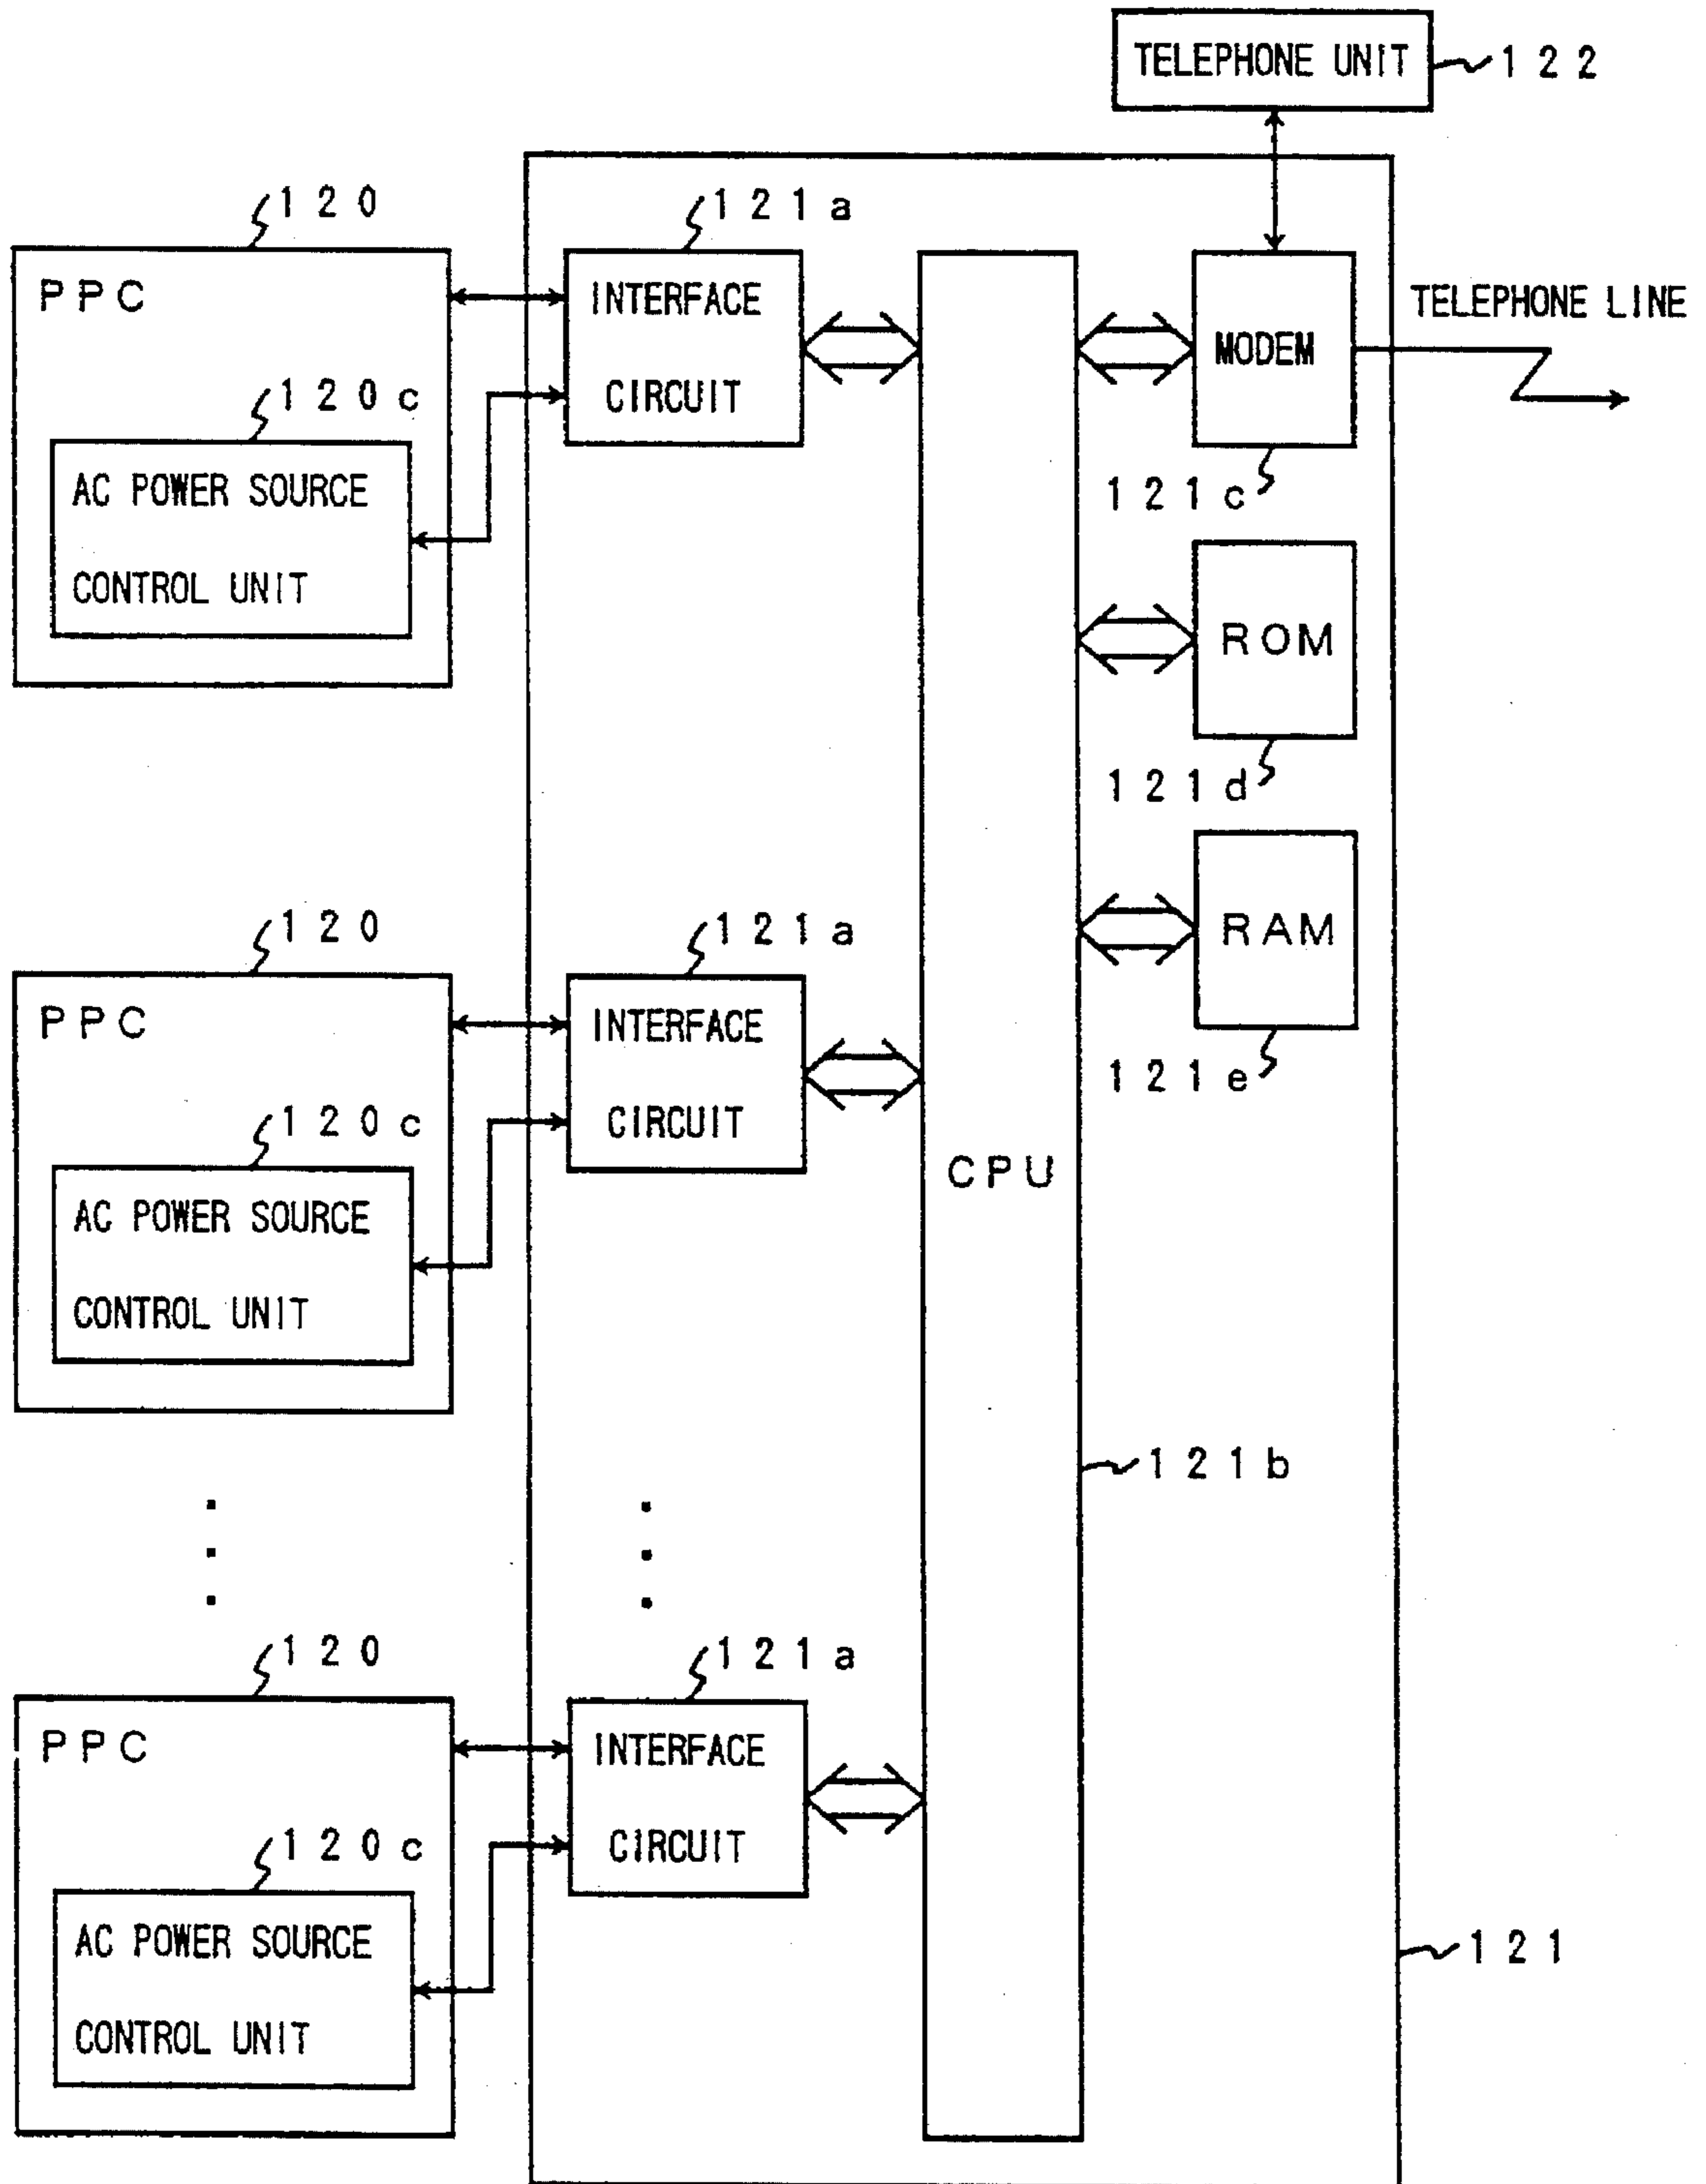 TELEPHONE UNIT
122
120
121a
PPC
INTERFACE
CIRCUIT
MODEM
TELEPHONE LINE
120c
AC POWER SOURCE
CONTROL UNIT
121c
ROM
121d
RAM
121e
120
121a
PPC
INTERFACE
CIRCUIT
120c
AC POWER SOURCE
CONTROL UNIT
CPU
121b
120
121a
PPC
INTERFACE
CIRCUIT
120c
AC POWER SOURCE
CONTROL UNIT
121